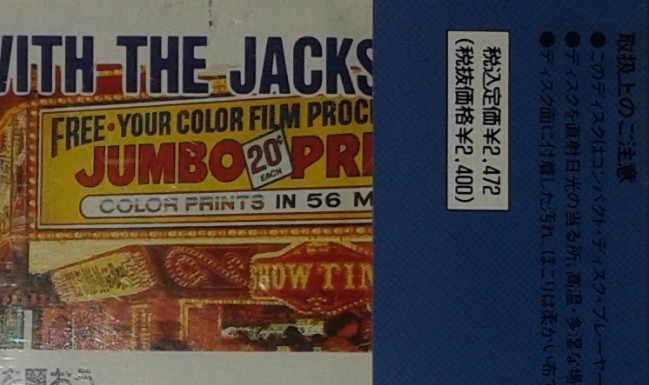 WITH THE JACKS
FREE·YOUR COLOR FILM PROC
JUMBO 20¢ EACH PRI
COLOR PRINTS IN 56 M
HOW TIM
取扱上のご注意
●このディスクはコンパクト・ディスク・プレーヤー
●ディスクを直射日光の当る所、高温・多湿な場
●ディスク面に付着した汚れ、ほこりは柔かい布
税込定価¥2,472
(税抜価格¥2,400)